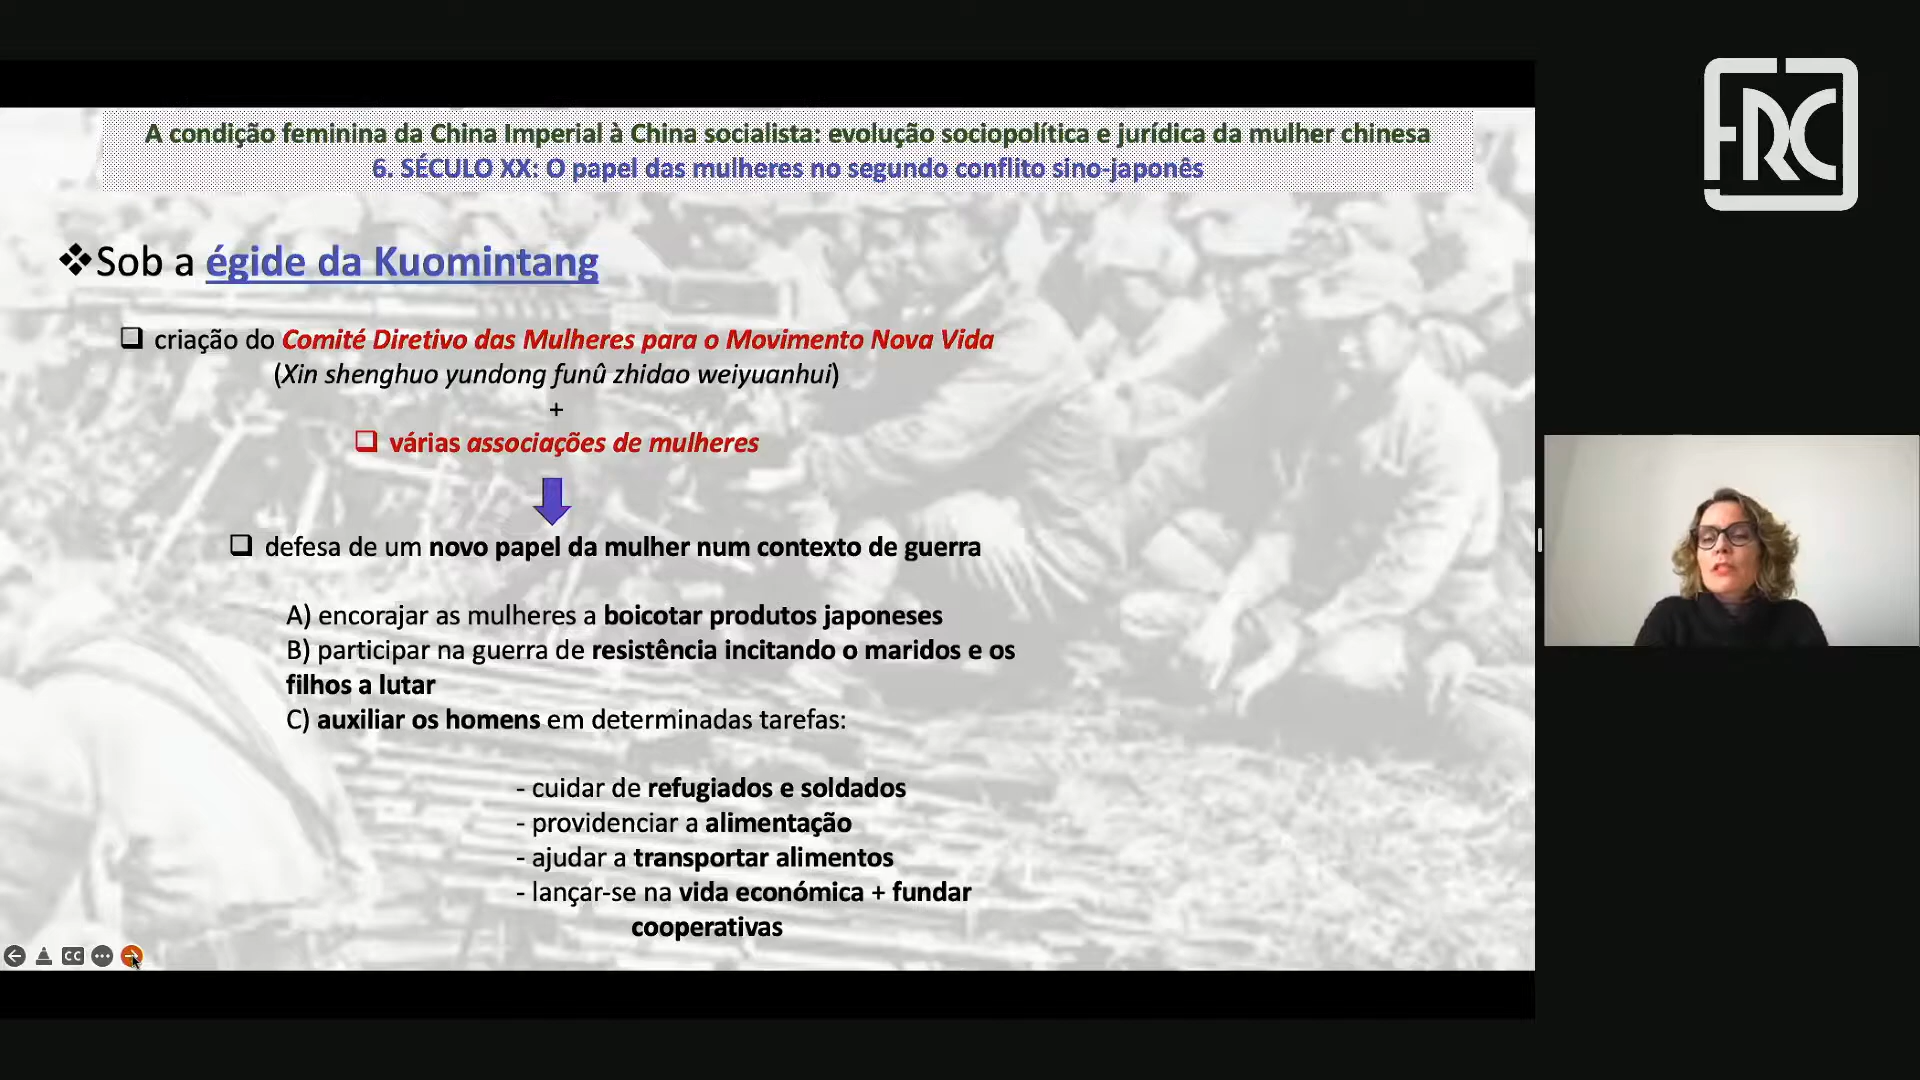 A condição feminina da China Imperial à China socialista: evolução sociopolítica e jurídica da mulher chinesa
6. SÉCULO XX: O papel das mulheres no segundo conflito sino-japonês
Sob a égide da Kuomintang
criação do Comité Diretivo das Mulheres para o Movimento Nova Vida
(Xin shenghuo yundong funû zhidao weiyuanhui)
+
várias associações de mulheres
defesa de um novo papel da mulher num contexto de guerra
A) encorajar as mulheres a boicotar produtos japoneses
B) participar na guerra de resistência incitando o maridos e os
filhos a lutar
C) auxiliar os homens em determinadas tarefas:
- cuidar de refugiados e soldados
- providenciar a alimentação
- ajudar a transportar alimentos
- lançar-se na vida económica + fundar
cooperativas
CC
FRC